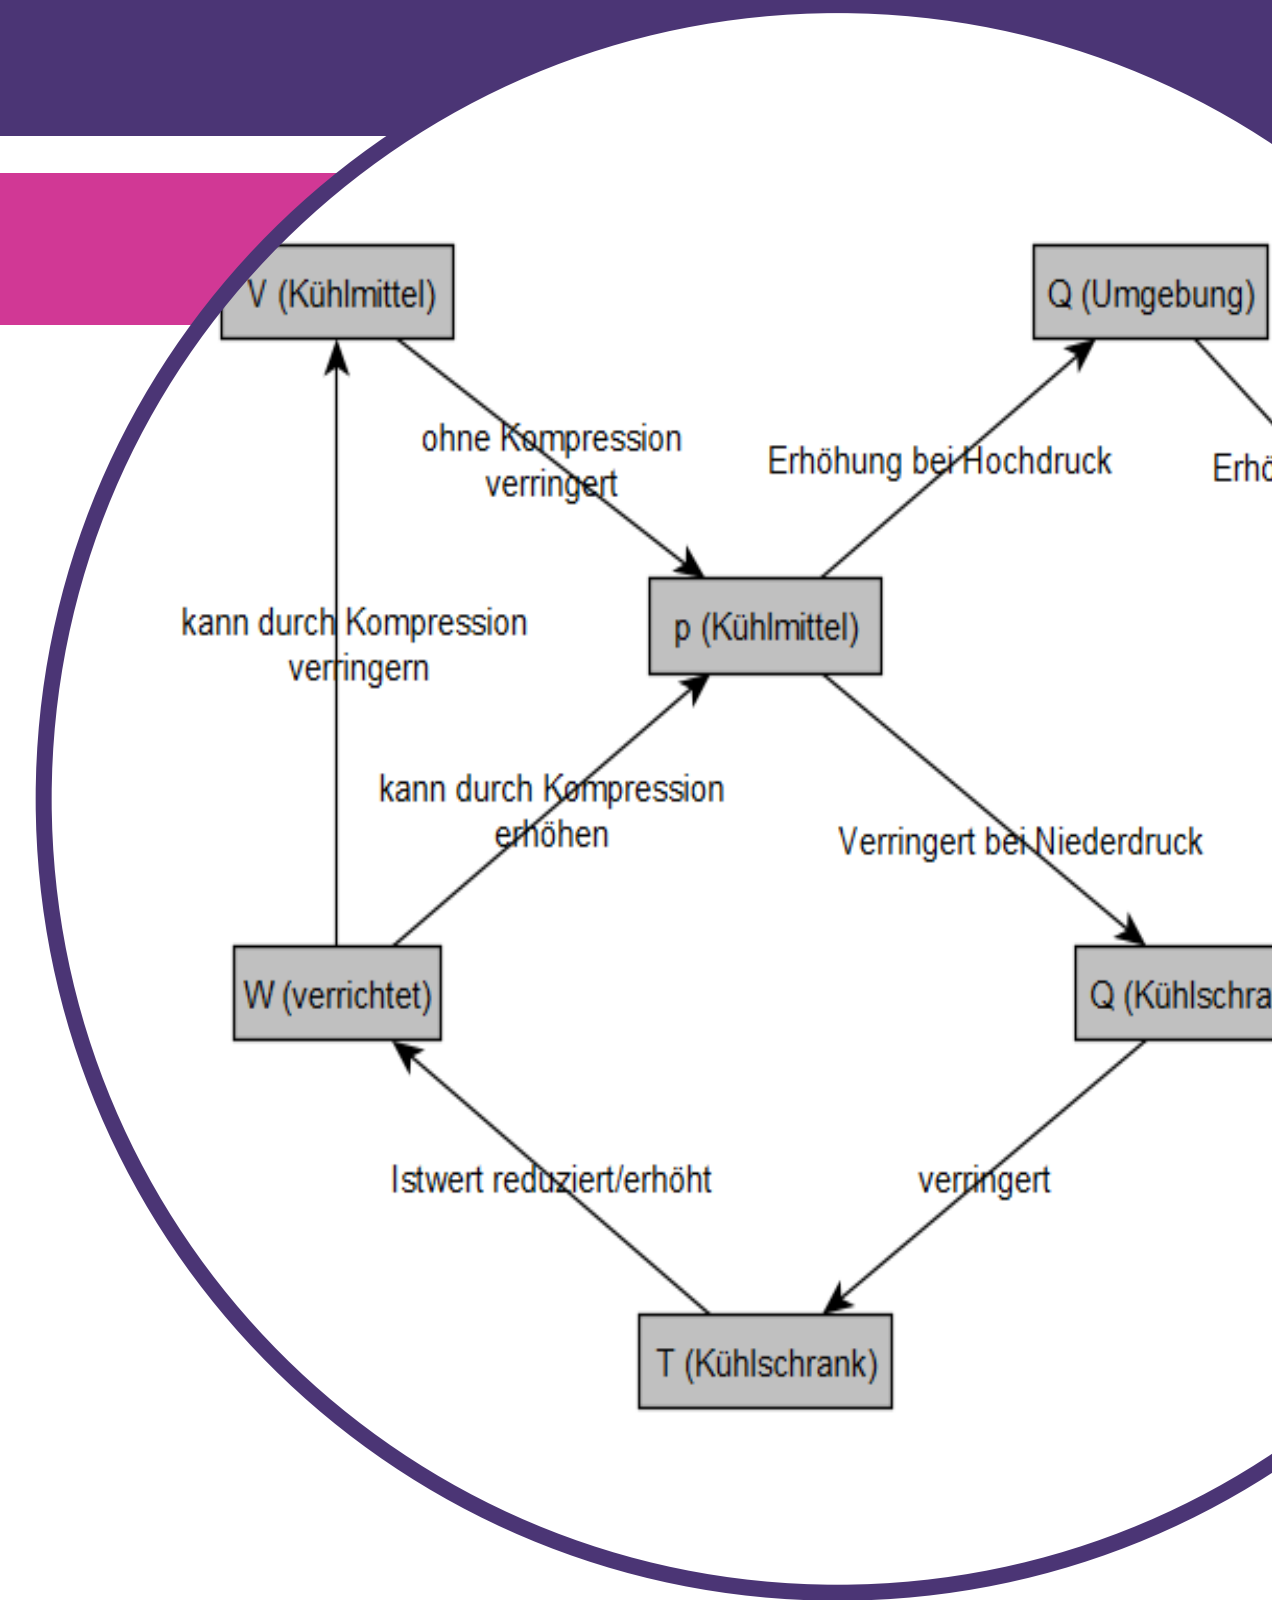 V (Kühlmittel)
Q (Umgebung)
ohne Kompression
verringert
Erhöhung bei Hochdruck
kann durch Kompression
verringern
p (Kühlmittel)
kann durch Kompression
erhöhen
Verringert bei Niederdruck
W (verrichtet)
Q
Istwert reduziert/erhöht
verringert
T (Kühlschrank)